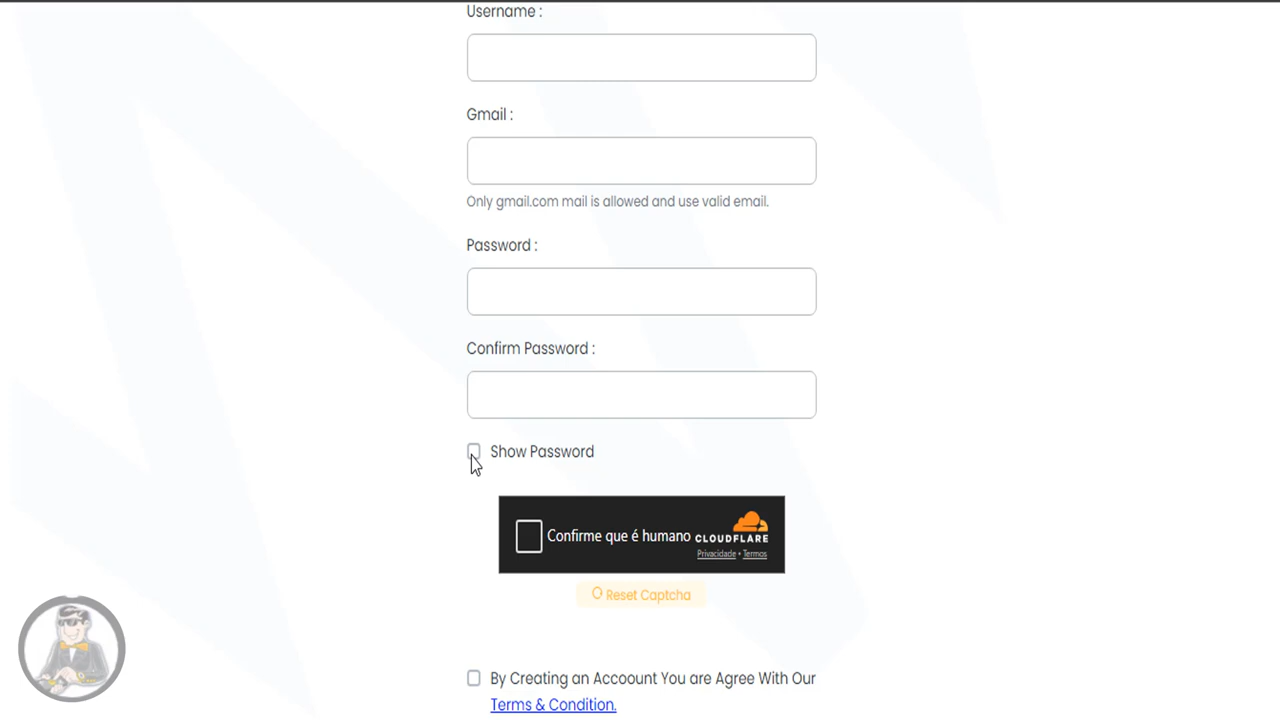 Username :
Gmail :
Only gmail.com mail is allowed and use valid email.
Password :
Confirm Password :
Show Password
Confirme que é humano
CLOUDFLARE
Privacidade • Termos
Reset Captcha
By Creating an Accoount You are Agree With Our
Terms & Condition.